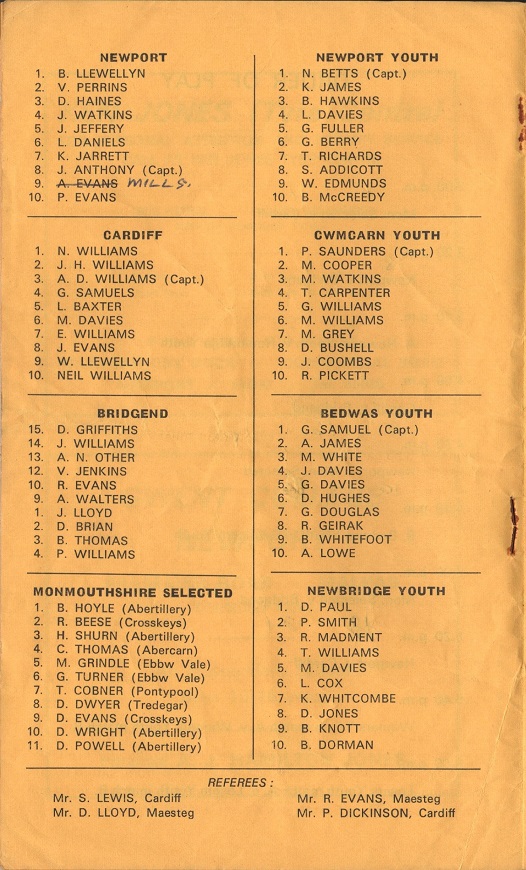 NEWPORT
1. B. LLEWELLYN
2. V. PERRINS
3. D. HAINES
4. J. WATKINS
5. J. JEFFERY
6. L. DANIELS
7. K. JARRETT
8. J. ANTHONY (Capt.)
9. A. EVANS MILLS.
10. P. EVANS
CARDIFF
1. N. WILLIAMS
2. J. H. WILLIAMS
3. A. D. WILLIAMS (Capt.)
4. G. SAMUELS
5. L. BAXTER
6. M. DAVIES
7. E. WILLIAMS
8. J. EVANS
9. W. LLEWELLYN
10. NEIL WILLIAMS
BRIDGEND
15. D. GRIFFITHS
14. J. WILLIAMS
13. A. N. OTHER
12. V. JENKINS
10. R. EVANS
9. A. WALTERS
1. J. LLOYD
2. D. BRIAN
3. B. THOMAS
4. P. WILLIAMS
MONMOUTHSHIRE SELECTED
1. B. HOYLE (Abertillery)
2. R. BEESE (Crosskeys)
3. H. SHURN (Abertillery)
4. C. THOMAS (Abercarn)
5. M. GRINDLE (Ebbw Vale)
6. G. TURNER (Ebbw Vale)
7. T. COBNER (Pontypool)
8. D. DWYER (Tredegar)
9. D. EVANS (Crosskeys)
10. D. WRIGHT (Abertillery)
11. D. POWELL (Abertillery)
NEWPORT YOUTH
1. N. BETTS (Capt.)
2. K. JAMES
3. B. HAWKINS
4. L. DAVIES
5. G. FULLER
6. G. BERRY
7. T. RICHARDS
8. S. ADDICOTT
9. W. EDMUNDS
10. B. McCREEDY
CWMCARN YOUTH
1. P. SAUNDERS (Capt.)
2. M. COOPER
3. M. WATKINS
4. T. CARPENTER
5. G. WILLIAMS
6. M. WILLIAMS
7. M. GREY
8. D. BUSHELL
9. J. COOMBS
10. R. PICKETT
BEDWAS YOUTH
1. G. SAMUEL (Capt.)
2. A. JAMES
3. M. WHITE
4. J. DAVIES
5. G. DAVIES
6. D. HUGHES
7. G. DOUGLAS
8. R. GEIRAK
9. B. WHITEFOOT
10. A. LOWE
NEWBRIDGE YOUTH
1. D. PAUL
2. P. SMITH
3. R. MADMENT
4. T. WILLIAMS
5. M. DAVIES
6. L. COX
7. K. WHITCOMBE
8. D. JONES
9. B. KNOTT
10. B. DORMAN
REFEREES :
Mr. S. LEWIS, Cardiff
Mr. D. LLOYD, Maesteg
Mr. R. EVANS, Maesteg
Mr. P. DICKINSON, Cardiff